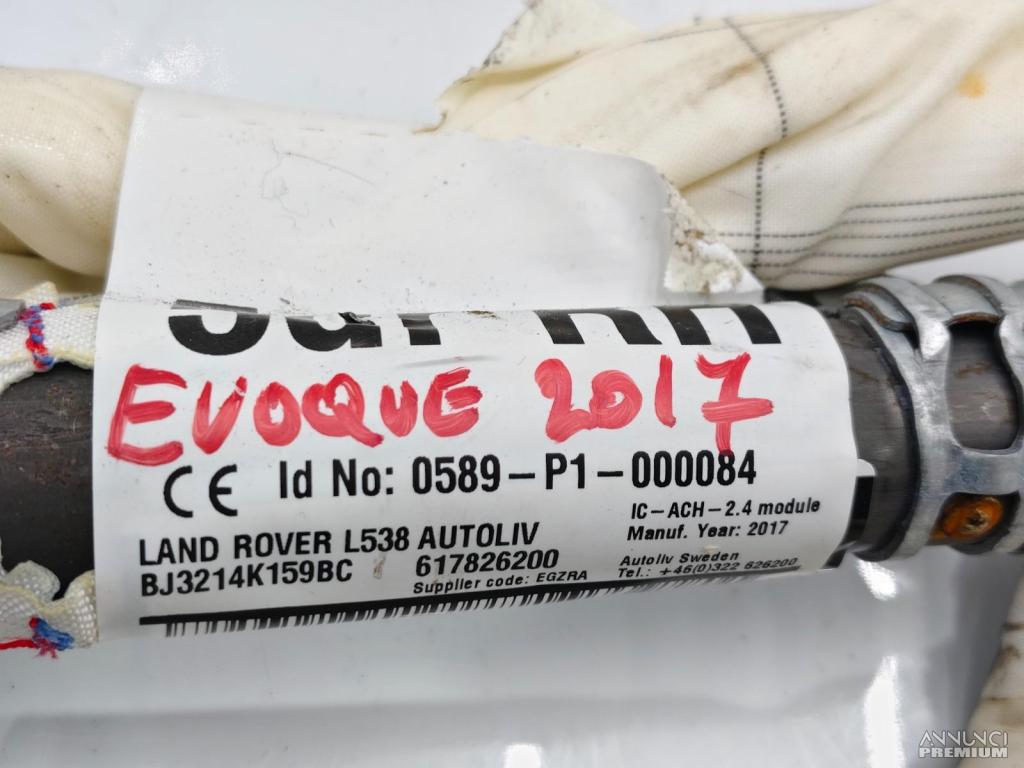 EVOQUE 2017
CE Id No: 0589-P1-000084
IC-ACH-2.4 module
Manuf. Year: 2017
LAND ROVER L538 AUTOLIV
BJ3214K159BC 617826200
Supplier code: EGZRA
Autoliv Sweden
Tel.: +46(0)322 626200
ANNUNCI
PREMIUM